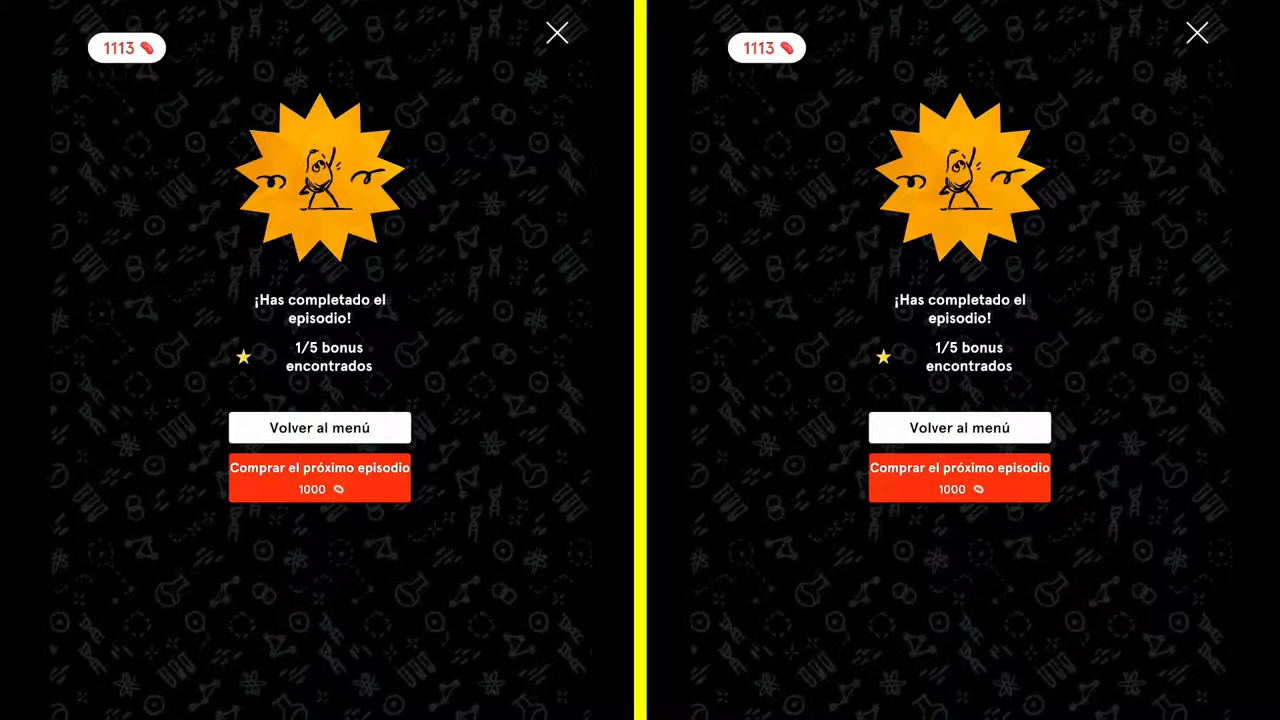 1113
¡Has completado el
episodio!
1/5 bonus
encontrados
Volver al menú
Comprar el próximo episodio
1000
1113
¡Has completado el
episodio!
1/5 bonus
encontrados
Volver al menú
Comprar el próximo episodio
1000